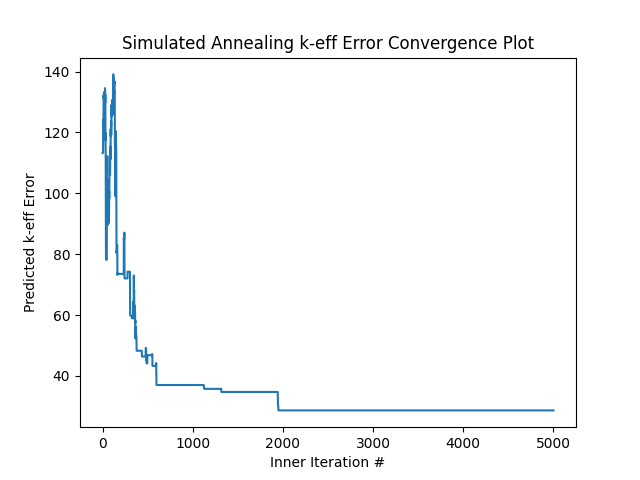 Simulated Annealing k-eff Error Convergence Plot
140
120
100
80
60
40
Predicted k-eff Error
0 1000 2000 3000 4000 5000
Inner Iteration #